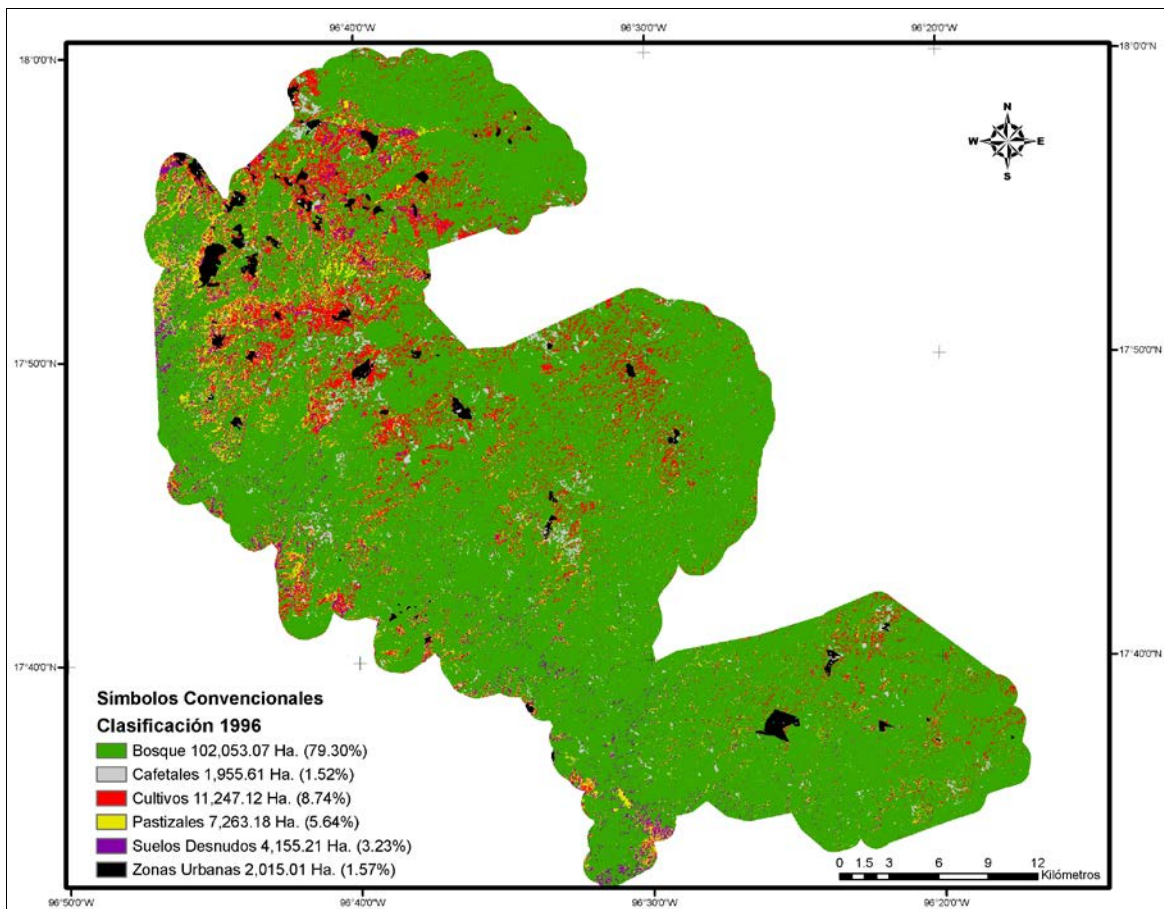 96°40'0"W 96°30'0"W 96°20'0"W
18°0'0"N 18°0'0"N
N
W E
S
17°50'0"N 17°50'0"N
17°40'0"N 17°40'0"N
Símbolos Convencionales
Clasificación 1996
Bosque 102,053.07 Ha. (79.30%)
Cafetales 1,955.61 Ha. (1.52%)
Cultivos 11,247.12 Ha. (8.74%)
Pastizales 7,263.18 Ha. (5.64%)
Suelos Desnudos 4,155.21 Ha. (3.23%)
Zonas Urbanas 2,015.01 Ha. (1.57%)
0 1.5 3 6 9 12
Kilómetros
96°50'0"W 96°40'0"W 96°30'0"W 96°20'0"W